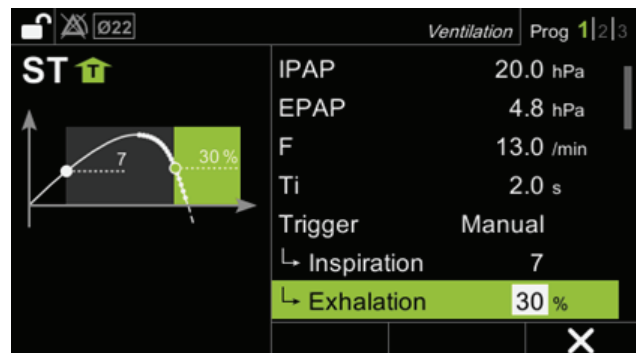 Ø22
Ventilation Prog 1|2|3
ST T
7
30 %
IPAP 20.0 hPa
EPAP 4.8 hPa
F 13.0 /min
Ti 2.0 s
Trigger Manual
Inspiration 7
Exhalation 30 %